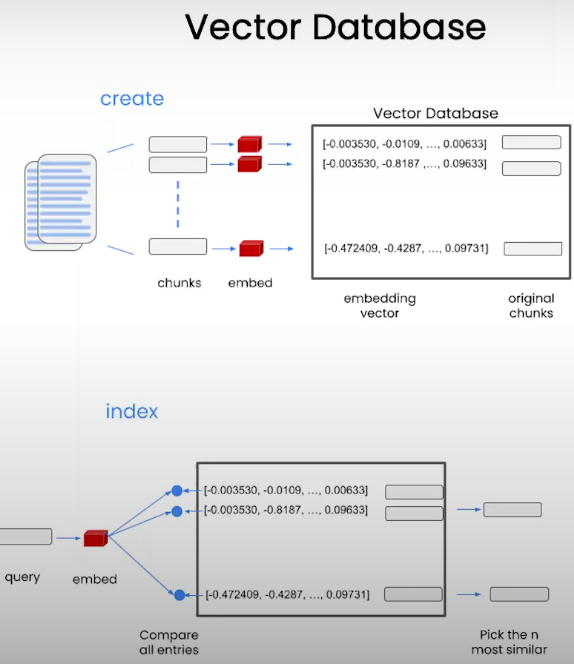 Vector Database
create
Vector Database
[-0.003530, -0.0109, ..., 0.00633]
[-0.003530, -0.8187 ,..., 0.09633]
[-0.472409, -0.4287, ..., 0.09731]
chunks
embed
embedding
vector
original
chunks
index
[-0.003530, -0.0109, ..., 0.00633]
[-0.003530, -0.8187, ..., 0.09633]
[-0.472409, -0.4287, ..., 0.09731]
query
embed
Compare
all entries
Pick the n
most similar